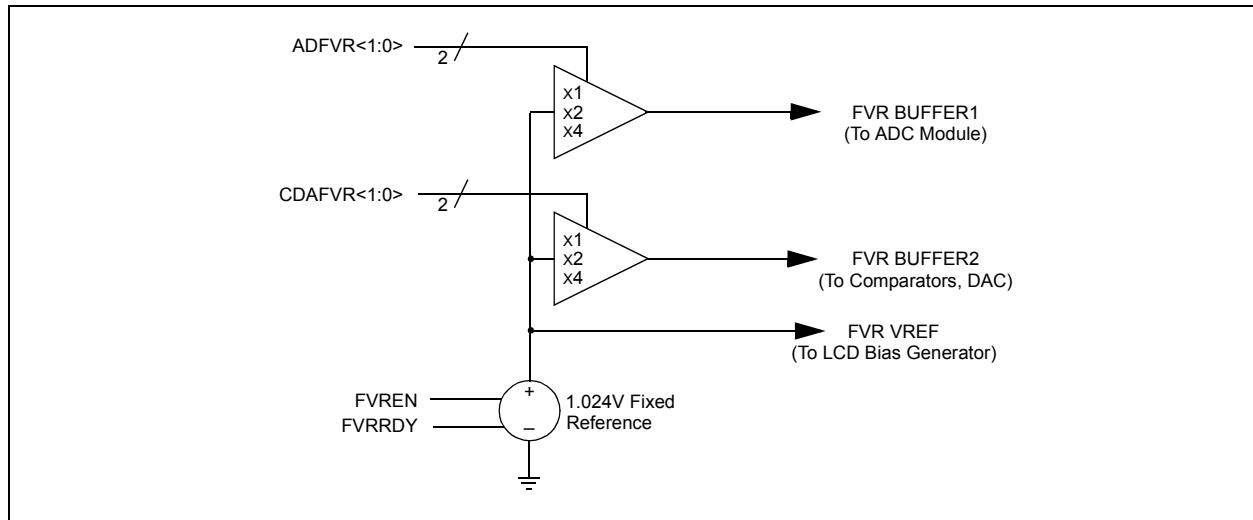 ADFVR<1:0>
2
X1
X2
X4
FVR BUFFER1
(To ADC Module)
CDAFVR<1:0>
2
X1
X2
X4
FVR BUFFER2
(To Comparators, DAC)
FVR VREF
(To LCD Bias Generator)
FVREN
FVRRDY
+
_
1.024V Fixed
Reference